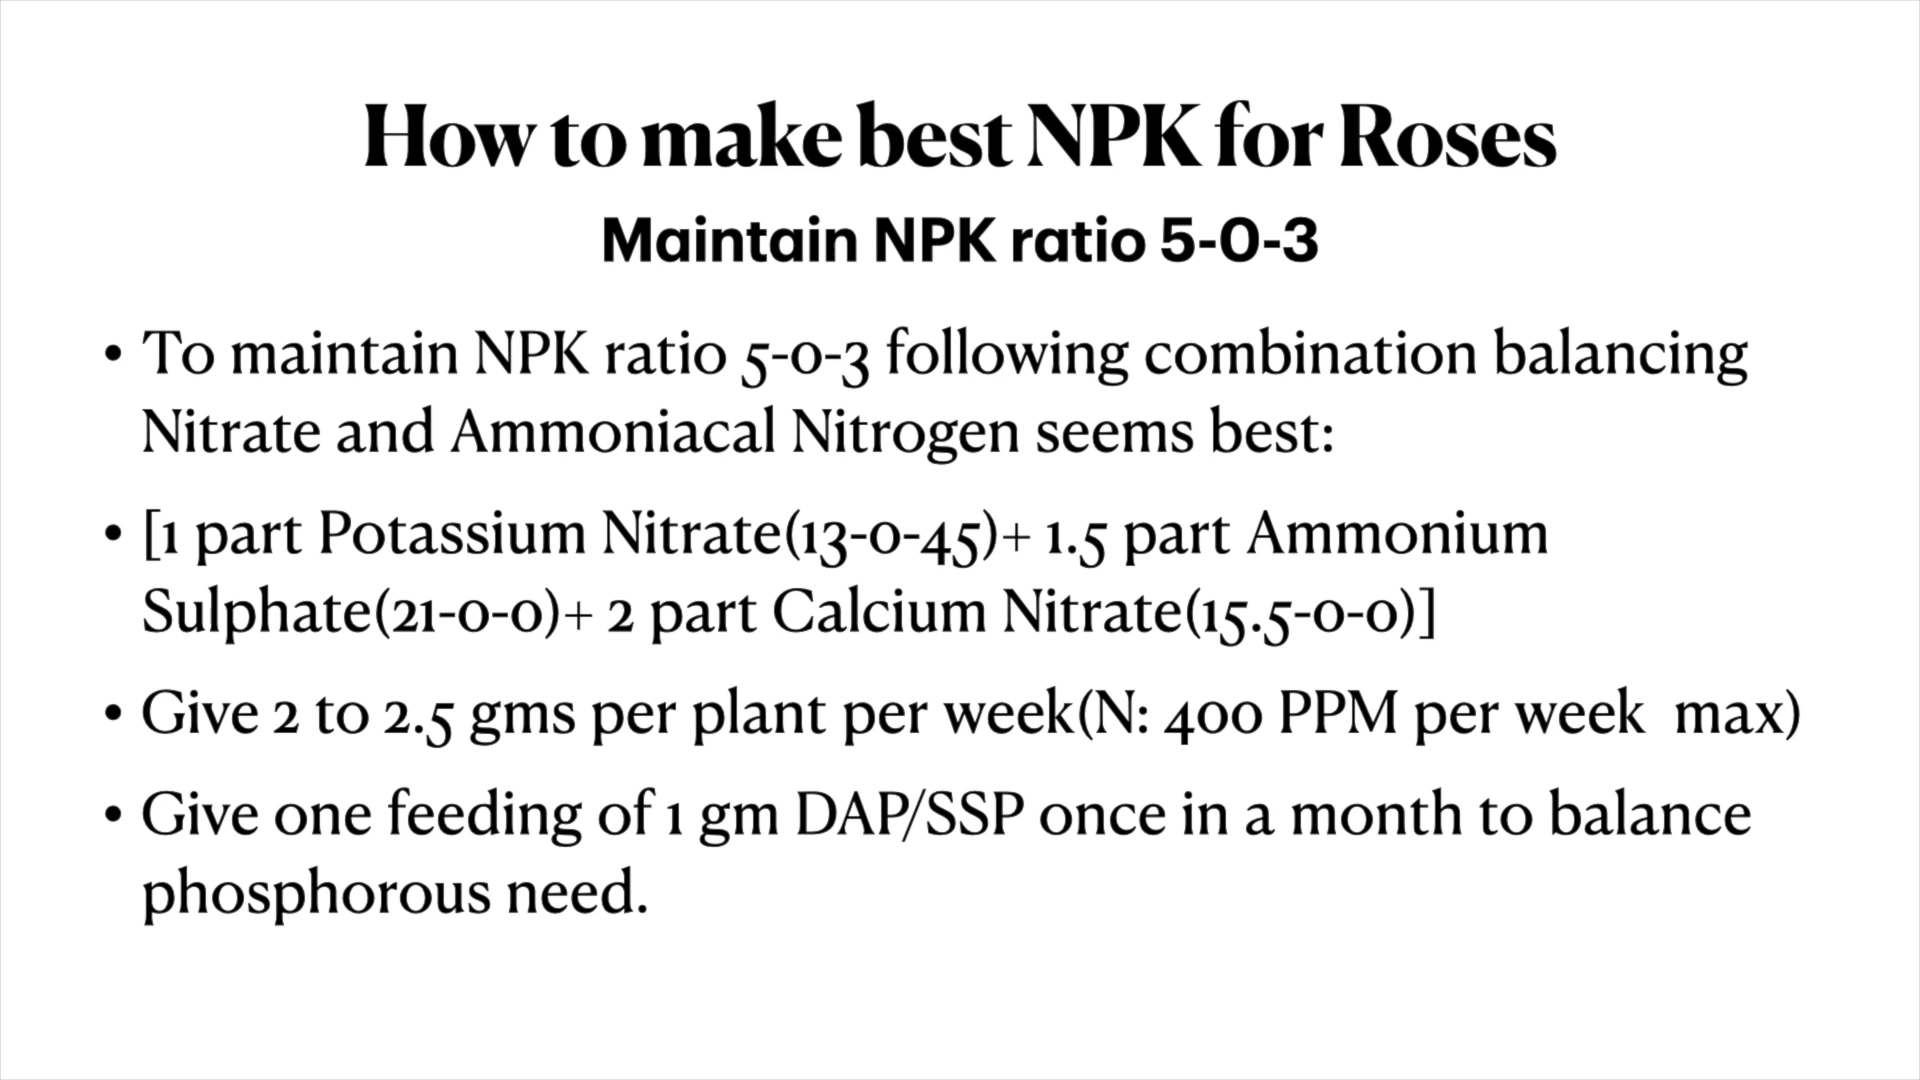 How to make best NPK for Roses
Maintain NPK ratio 5-0-3
• To maintain NPK ratio 5-0-3 following combination balancing
Nitrate and Ammoniacal Nitrogen seems best:
• [1 part Potassium Nitrate(13-0-45)+ 1.5 part Ammonium
Sulphate(21-0-0)+ 2 part Calcium Nitrate(15.5-0-0)]
• Give 2 to 2.5 gms per plant per week(N: 400 PPM per week  max)
• Give one feeding of 1 gm DAP/SSP once in a month to balance
phosphorous need.